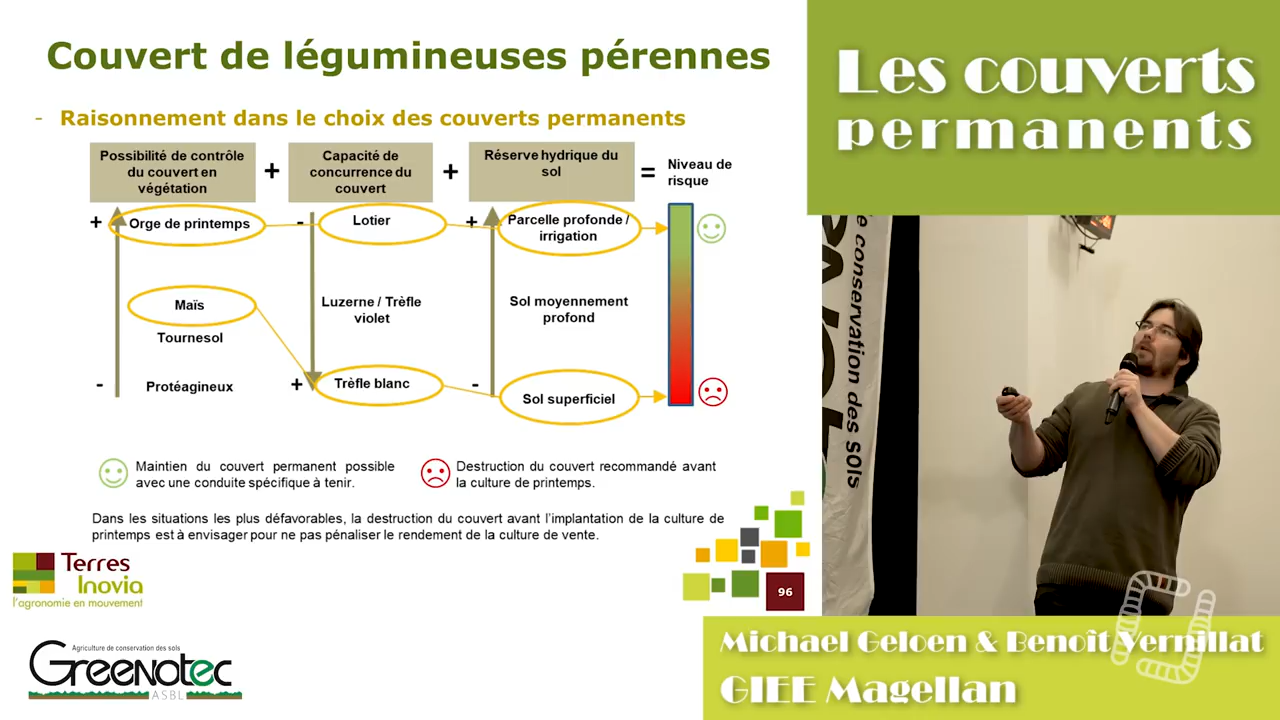 Couvert de légumineuses pérennes
- Raisonnement dans le choix des couverts permanents
Possibilité de contrôle
du couvert en
végétation
+
Capacité de
concurrence du
couvert
+
Réserve hydrique du
sol
=
Niveau de
risque
+
Orge de printemps
-
Lotier
+
Parcelle profonde /
irrigation
Maïs
Tournesol
Luzerne / Trèfle
violet
Sol moyennement
profond
-
Protéagineux
+
Trèfle blanc
-
Sol superficiel
Maintien du couvert permanent possible
avec une conduite spécifique à tenir.
Destruction du couvert recommandé avant
la culture de printemps.
Dans les situations les plus défavorables, la destruction du couvert avant l'implantation de la culture de
printemps est à envisager pour ne pas pénaliser le rendement de la culture de vente.
Terres
Inovia
l'agronomie en mouvement
96
Agriculture de conservation des sols
Greenotec
ASBL
Les couverts
permanents
e conservation des sols
Michael Geloen & Benoît Vernillat
GIEE Magellan